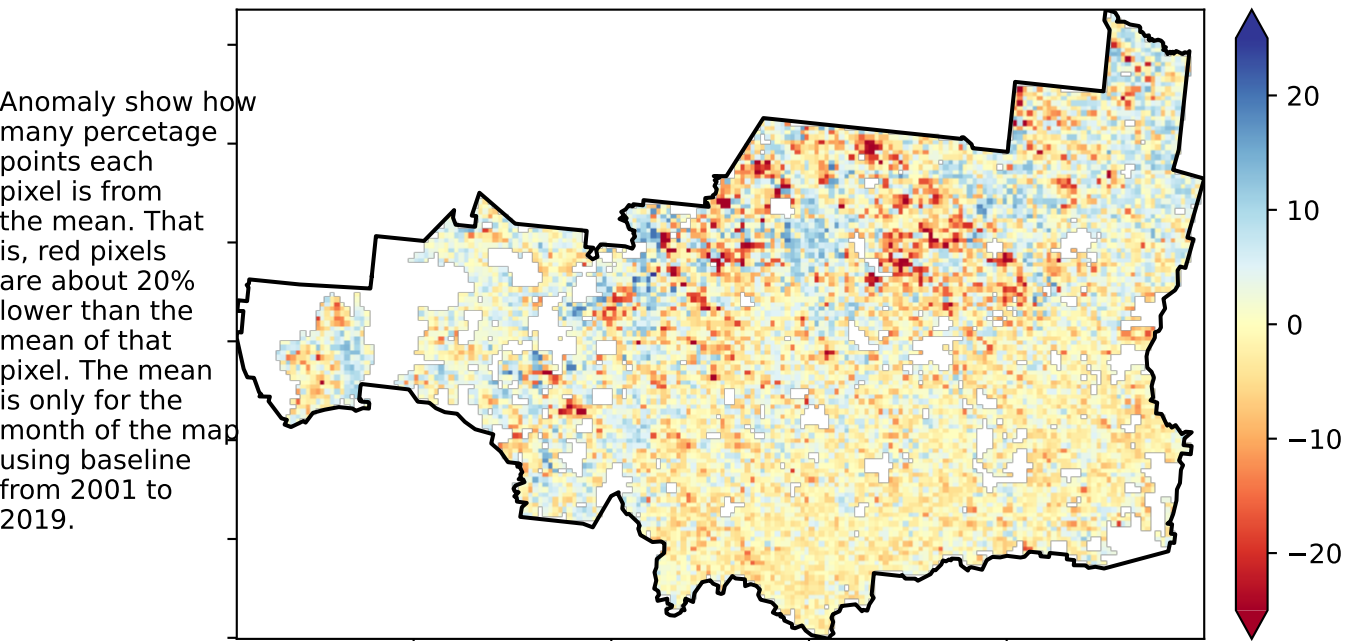 Anomaly show how
many percetage
points each
pixel is from
the mean. That
is, red pixels
are about 20%
lower than the
mean of that
pixel. The mean
is only for the
month of the map
using baseline
from 2001 to
2019.
20
10
0
−10
−20